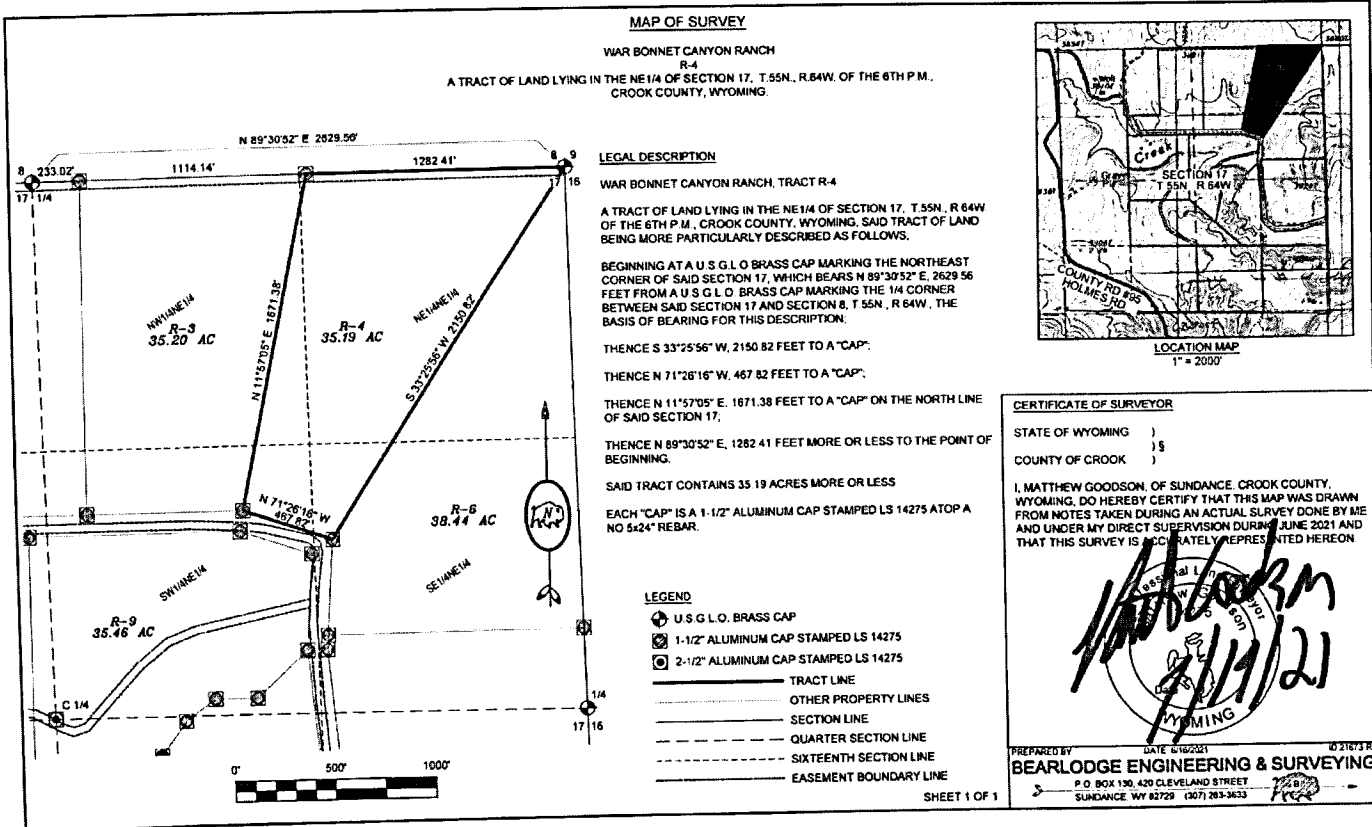 MAP OF SURVEY
WAR BONNET CANYON RANCH
R-4
A TRACT OF LAND LYING IN THE NE1/4 OF SECTION 17, T.55N., R.64W. OF THE 6TH P.M.,
CROOK COUNTY, WYOMING.
N 89°30'52" E 2629.56'
8
233.02'
1114.14'
1282.41'
8 9
17 1/4
17 16
NW1/4NE1/4
R-3
35.20 AC
N 11°57'05" E 1671.38'
R-4
35.19 AC
NE1/4NE1/4
S 33°25'56" W 2150.82'
N 71°26'16" W
467.82'
R-6
38.44 AC
N
SW1/4NE1/4
SE1/4NE1/4
R-9
35.46 AC
C 1/4
1/4
17 16
0' 500' 1000'
LEGAL DESCRIPTION
WAR BONNET CANYON RANCH, TRACT R-4
A TRACT OF LAND LYING IN THE NE1/4 OF SECTION 17, T.55N., R.64W
OF THE 6TH P.M., CROOK COUNTY, WYOMING, SAID TRACT OF LAND
BEING MORE PARTICULARLY DESCRIBED AS FOLLOWS,
BEGINNING AT A U S G.L.O BRASS CAP MARKING THE NORTHEAST
CORNER OF SAID SECTION 17, WHICH BEARS N 89°30'52" E, 2629 56
FEET FROM A U S G L O BRASS CAP MARKING THE 1/4 CORNER
BETWEEN SAID SECTION 17 AND SECTION 8, T 55N , R 64W , THE
BASIS OF BEARING FOR THIS DESCRIPTION;
THENCE S 33°25'56" W, 2150 82 FEET TO A "CAP";
THENCE N 71°26'16" W, 467 82 FEET TO A "CAP";
THENCE N 11°57'05" E, 1671.38 FEET TO A "CAP" ON THE NORTH LINE
OF SAID SECTION 17;
THENCE N 89°30'52" E, 1282 41 FEET MORE OR LESS TO THE POINT OF
BEGINNING.
SAID TRACT CONTAINS 35.19 ACRES MORE OR LESS
EACH "CAP" IS A 1-1/2" ALUMINUM CAP STAMPED LS 14275 ATOP A
NO 5x24" REBAR.
LEGEND
U.S.G.L.O. BRASS CAP
1-1/2" ALUMINUM CAP STAMPED LS 14275
2-1/2" ALUMINUM CAP STAMPED LS 14275
TRACT LINE
OTHER PROPERTY LINES
SECTION LINE
QUARTER SECTION LINE
SIXTEENTH SECTION LINE
EASEMENT BOUNDARY LINE
SHEET 1 OF 1
Creek
SECTION 17
T 55N R 64W
COUNTY RD #95
HOLMES RD
LOCATION MAP
1" = 2000'
CERTIFICATE OF SURVEYOR
STATE OF WYOMING }
} §
COUNTY OF CROOK }
I, MATTHEW GOODSON, OF SUNDANCE, CROOK COUNTY,
WYOMING, DO HEREBY CERTIFY THAT THIS MAP WAS DRAWN
FROM NOTES TAKEN DURING AN ACTUAL SURVEY DONE BY ME
AND UNDER MY DIRECT SUPERVISION DURING JUNE 2021 AND
THAT THIS SURVEY IS ACCURATELY REPRESENTED HEREON
WYOMING
PREPARED BY DATE 6/16/2021
BEARLODGE ENGINEERING & SURVEYING
P.O. BOX 130, 420 CLEVELAND STREET
SUNDANCE, WY 82729 (307) 283-3633